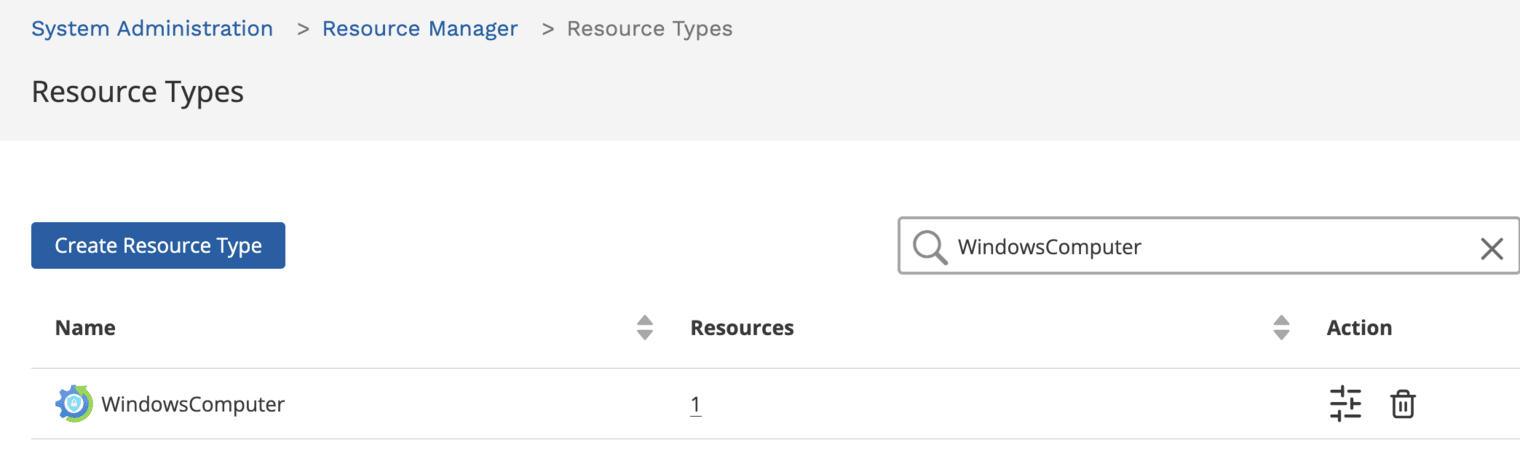 System Administration > Resource Manager > Resource Types
Resource Types
Create Resource Type
WindowsComputer
Name Resources Action
WindowsComputer 1